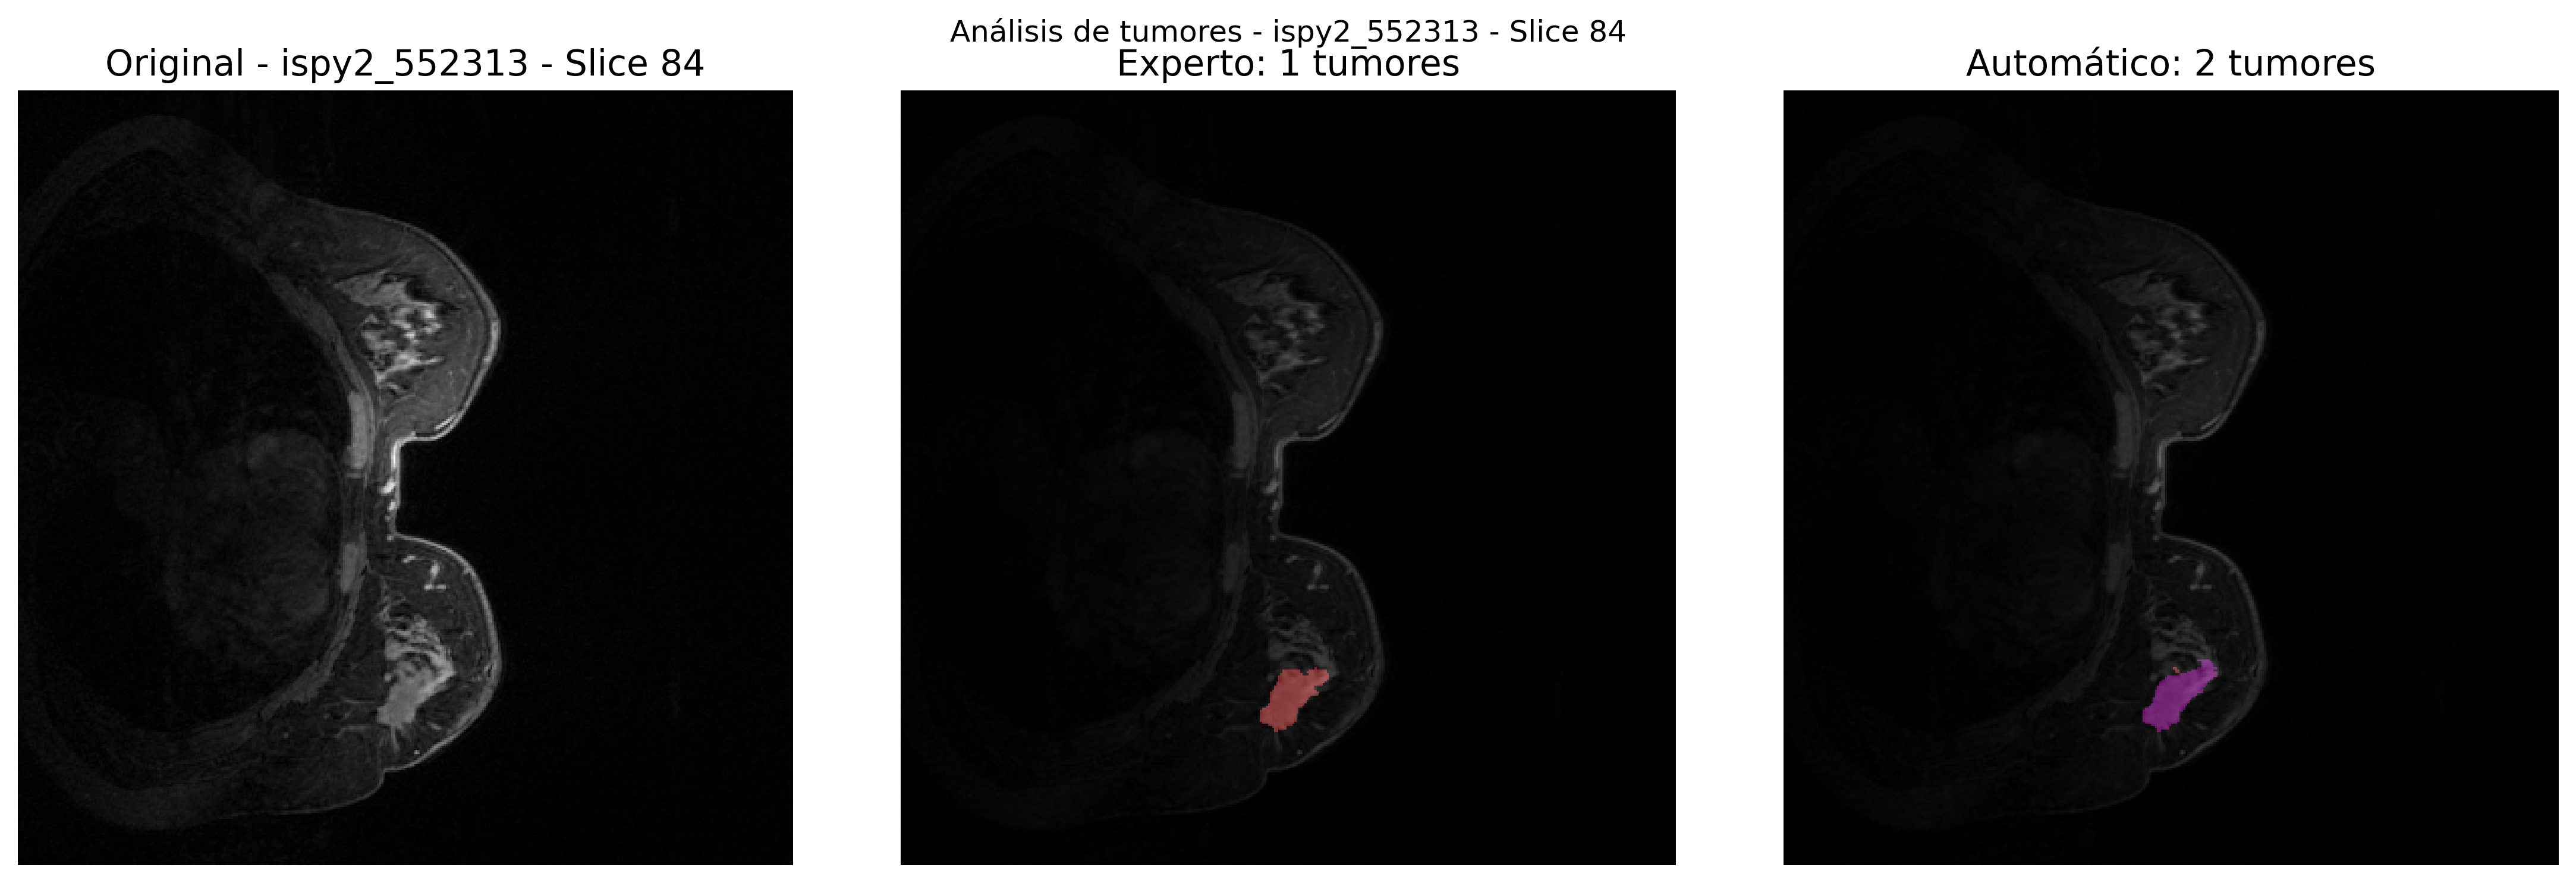 Análisis de tumores - ispy2_552313 - Slice 84
Original - ispy2_552313 - Slice 84
Experto: 1 tumores
Automático: 2 tumores